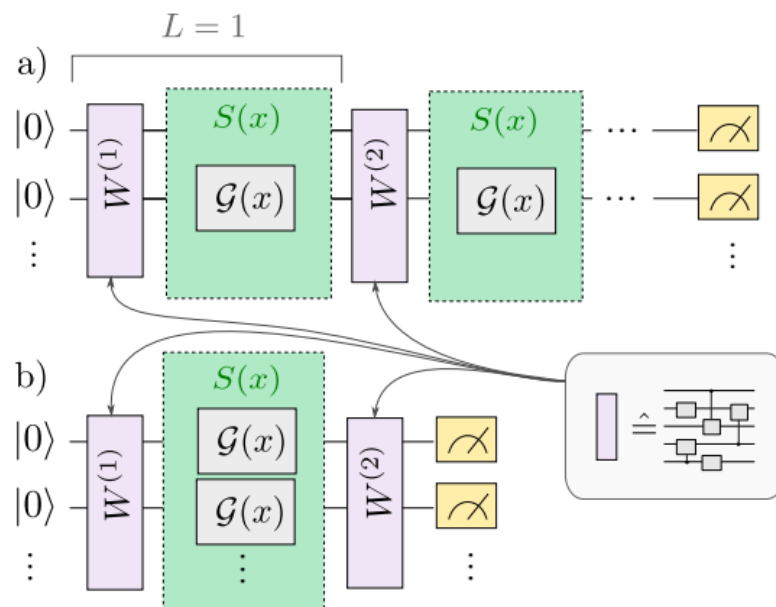 L = 1
a)
S(x) S(x)
|0⟩ ...
W^{(1)} W^{(2)}
|0⟩ 𝒢(x) 𝒢(x) ...
⋮ ⋮
b)
S(x)
|0⟩ 𝒢(x)
W^{(1)} W^{(2)} ≙
|0⟩ 𝒢(x)
⋮ ⋮ ⋮